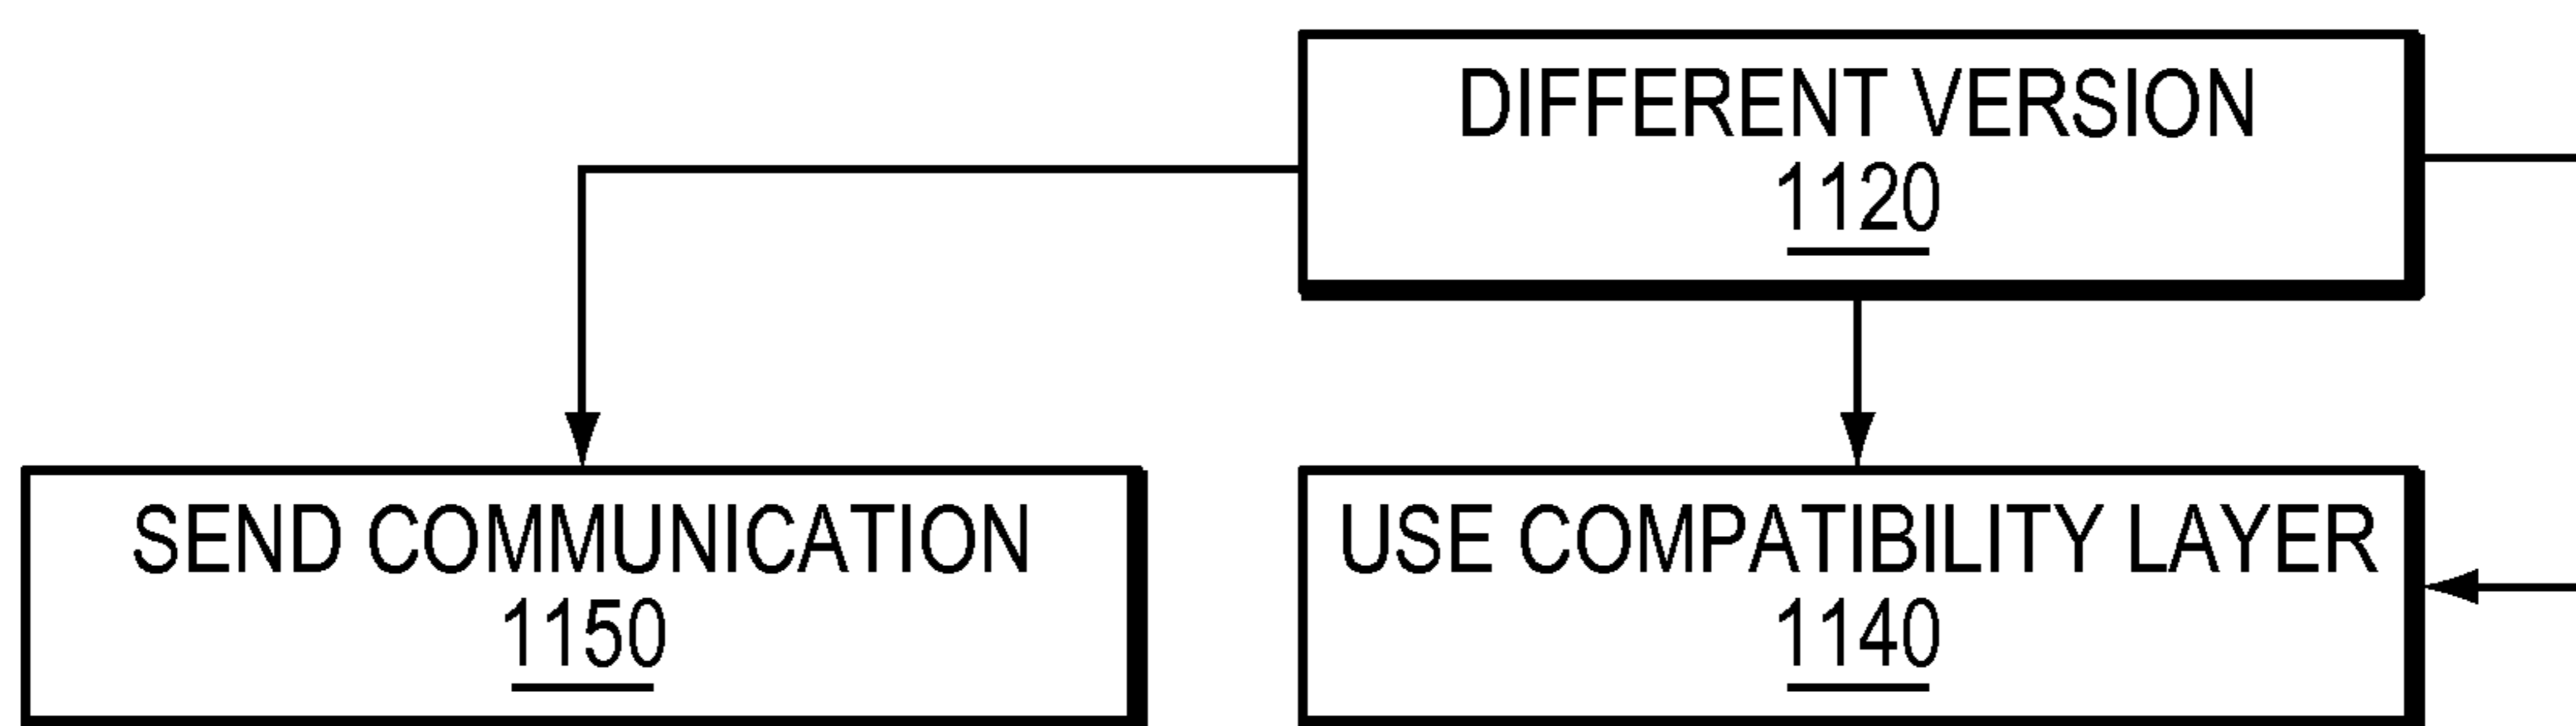 DIFFERENT VERSION
1120
SEND COMMUNICATION
1150
USE COMPATIBILITY LAYER
1140